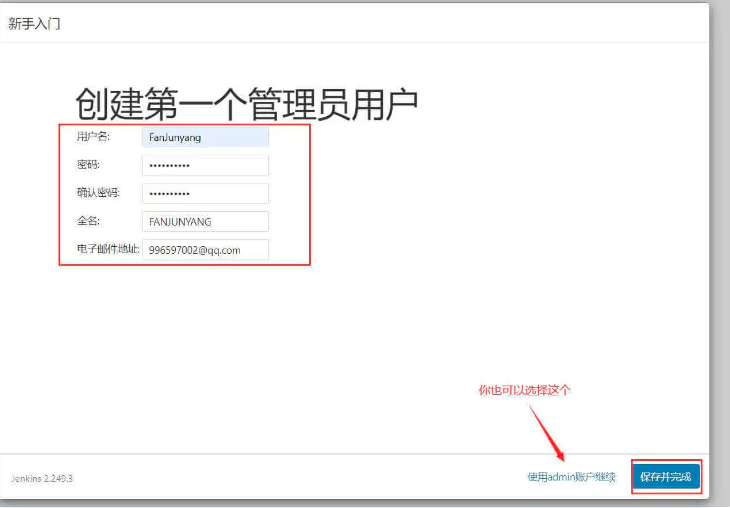 新手入门
创建第一个管理员用户
用户名: FanJunyang
密码: ••••••••••
确认密码: ••••••••••
全名: FANJUNYANG
电子邮件地址: 996597002@qq.com
你也可以选择这个
Jenkins 2.249.3 使用admin账户继续 保存并完成